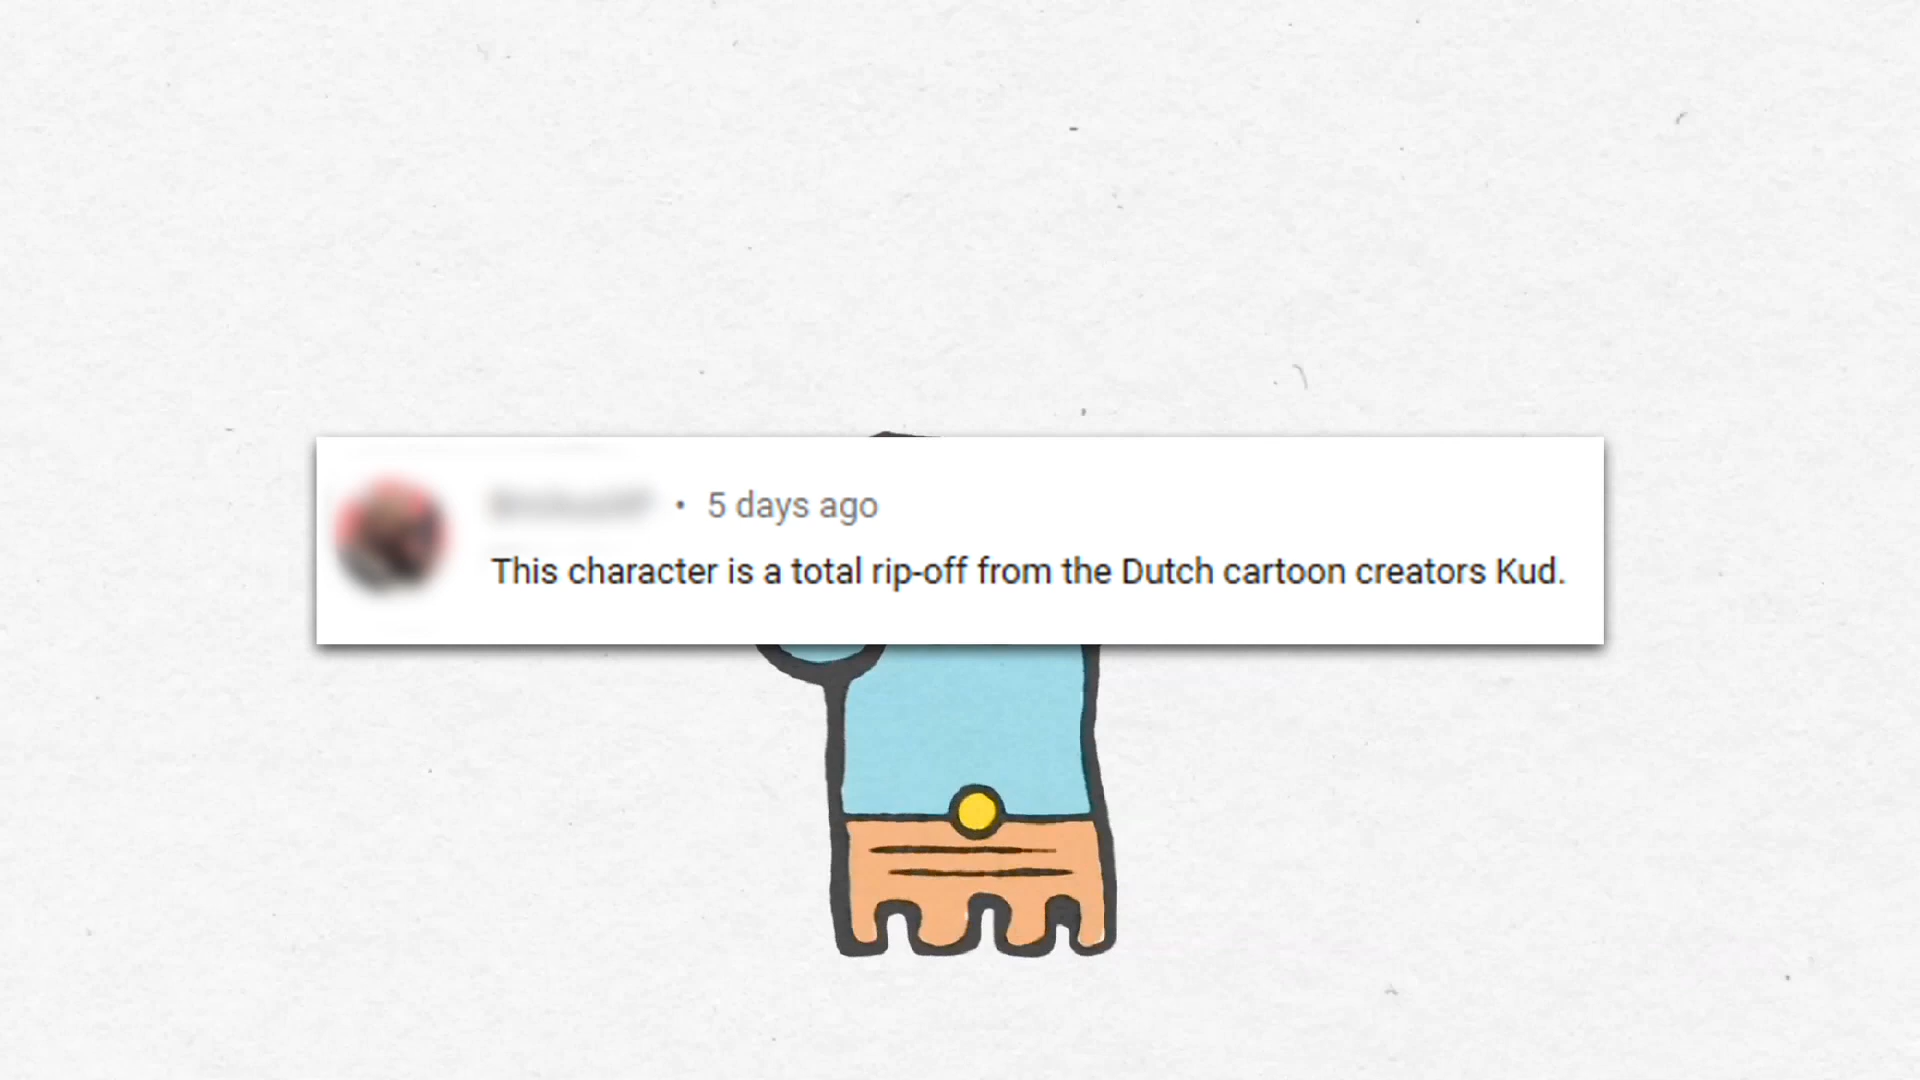 • 5 days ago
This character is a total rip-off from the Dutch cartoon creators Kud.